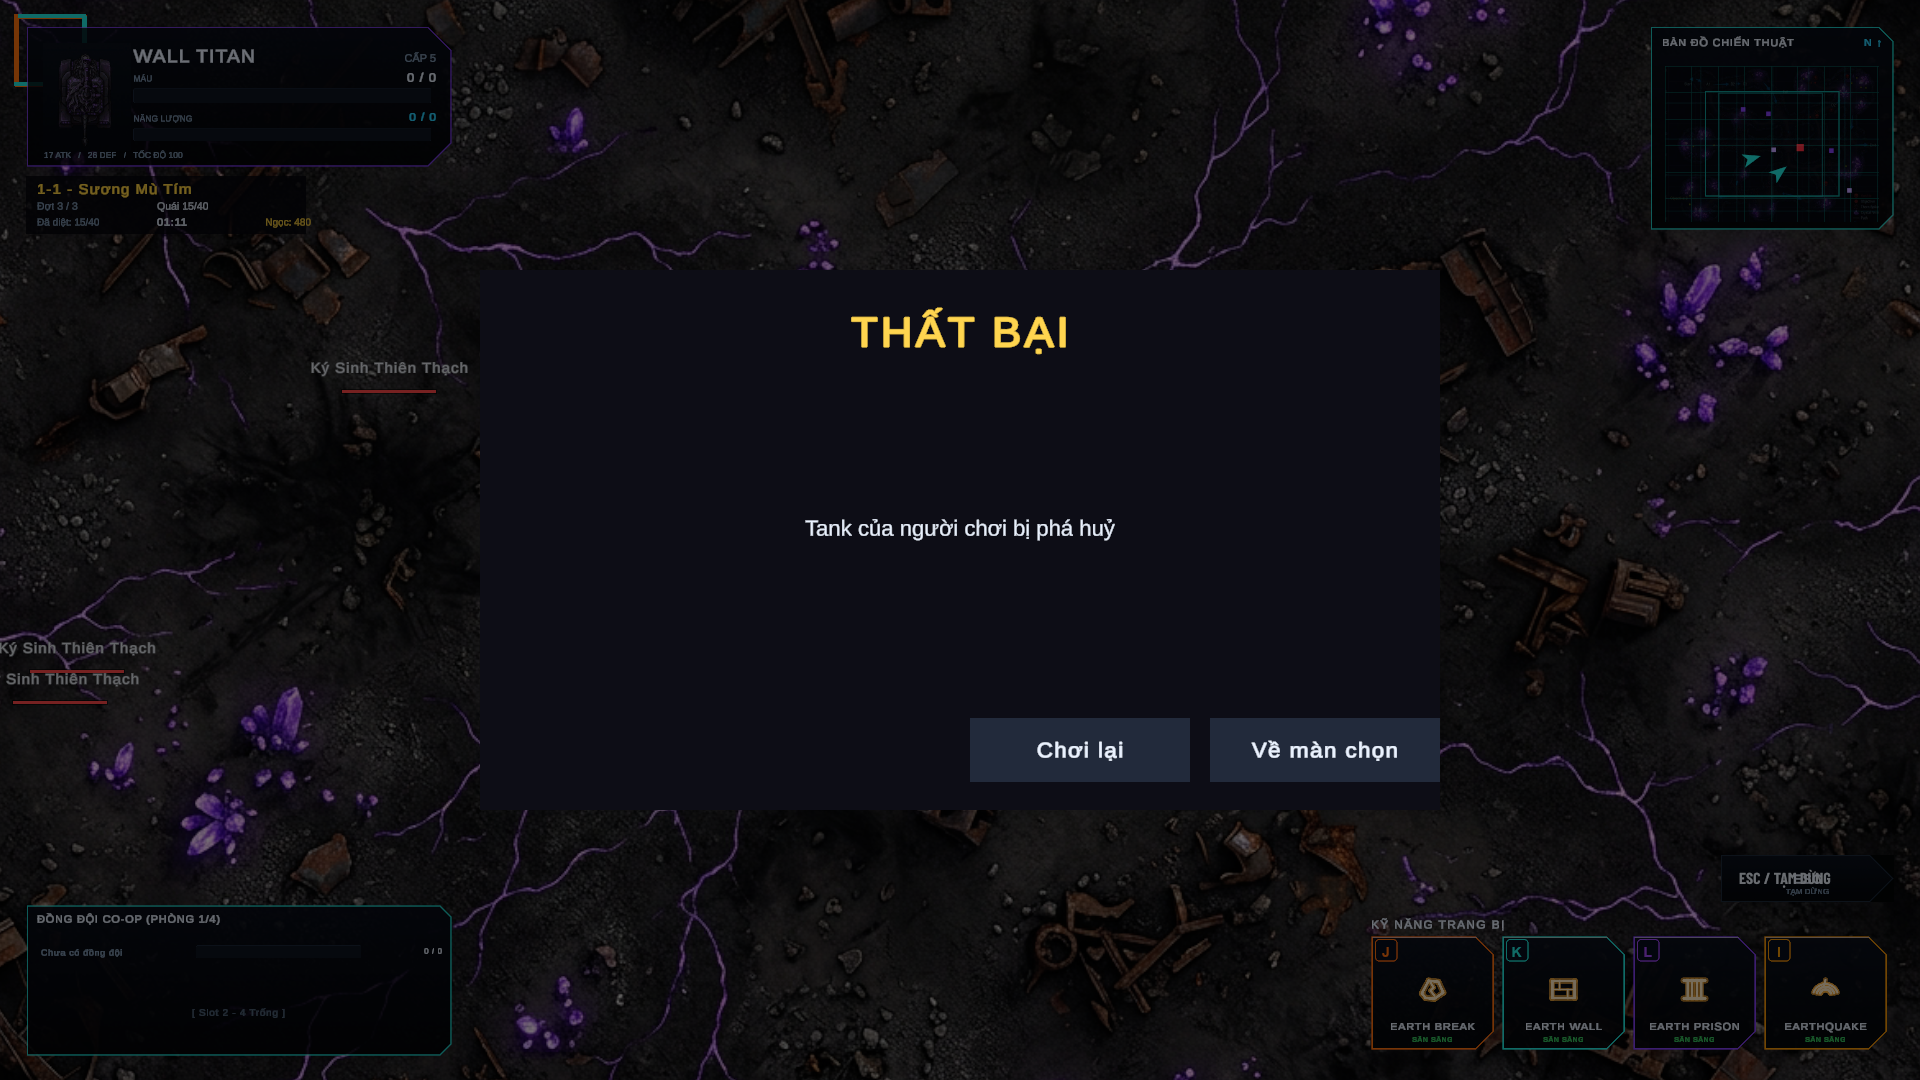 WALL TITAN
CẤP 5
MÁU
0 / 0
NĂNG LƯỢNG
0 / 0
17 ATK / 26 DEF / TỐC ĐỘ 100
1-1 - Sương Mù Tím
Đợt 3 / 3
Quái 15/40
Đã diệt: 15/40
01:11
Ngọc: 480
BẢN ĐỒ CHIẾN THUẬT
N ↑
THẤT BẠI
Ký Sinh Thiên Thạch
Tank của người chơi bị phá huỷ
Ký Sinh Thiên Thạch
Sinh Thiên Thạch
Chơi lại
Về màn chọn
ESC / TẠM DỪNG
TẠM DỪNG
ĐỒNG ĐỘI CO-OP (PHÒNG 1/4)
Chưa có đồng đội
0 / 0
[ Slot 2 - 4 Trống ]
KỸ NĂNG TRANG BỊ
J
K
L
I
EARTH BREAK
EARTH WALL
EARTH PRISON
EARTHQUAKE
SẴN SÀNG
SẴN SÀNG
SẴN SÀNG
SẴN SÀNG